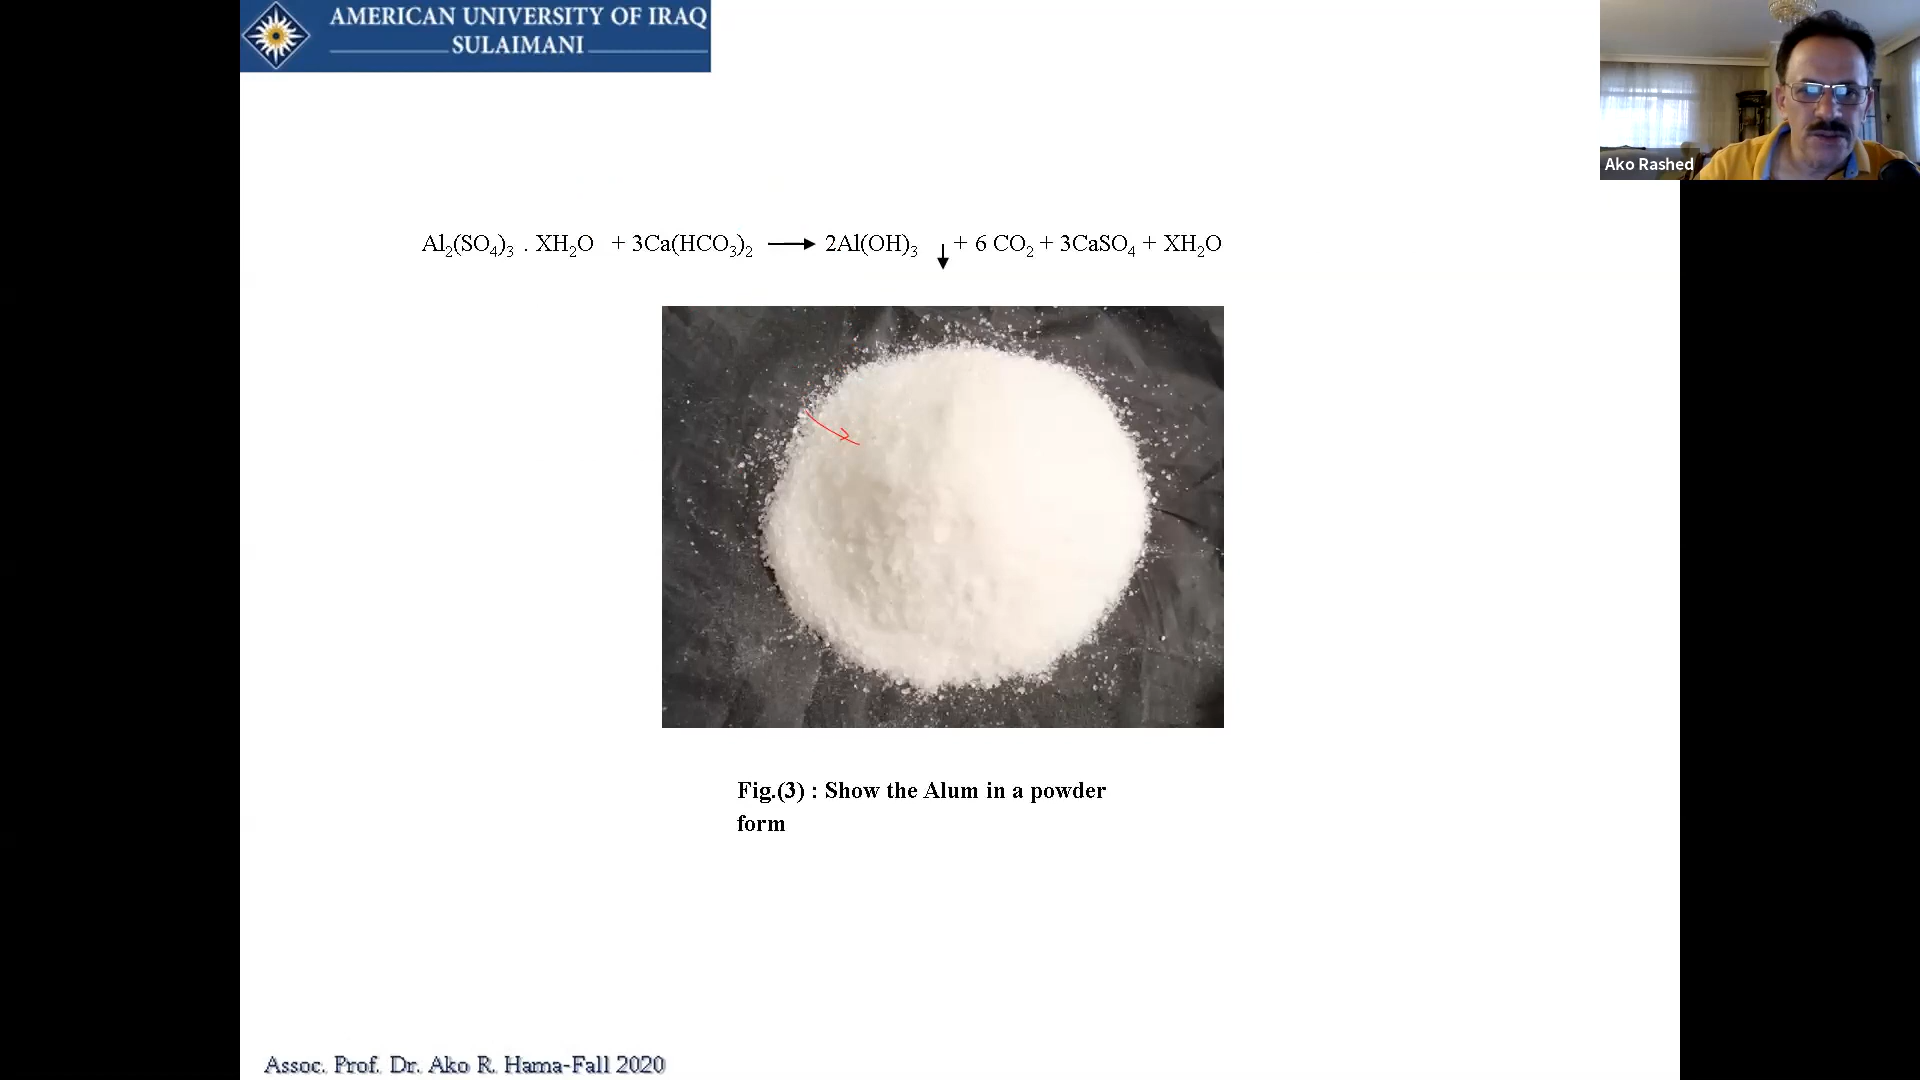 AMERICAN UNIVERSITY OF IRAQ
SULAIMANI
Ako Rashed
Al₂(SO₄)₃ . XH₂O + 3Ca(HCO₃)₂ ⟶ 2Al(OH)₃ ↓ + 6 CO₂ + 3CaSO₄ + XH₂O
Fig.(3) : Show the Alum in a powder
form
Assoc. Prof. Dr. Ako R. Hama-Fall 2020